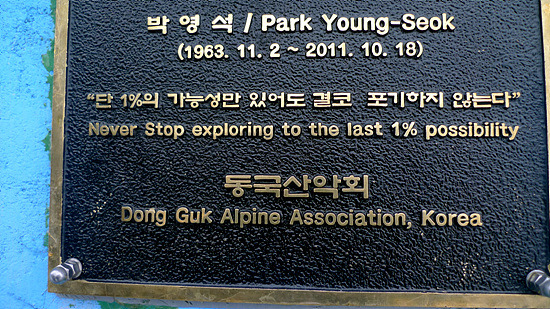 박 영 석 / Park Young-Seok
(1963. 11. 2 ~ 2011. 10. 18)
“단 1%의 가능성만 있어도 결코 포기하지 않는다”
Never Stop exploring to the last 1% possibility
동국산악회
Dong Guk Alpine Association, Korea